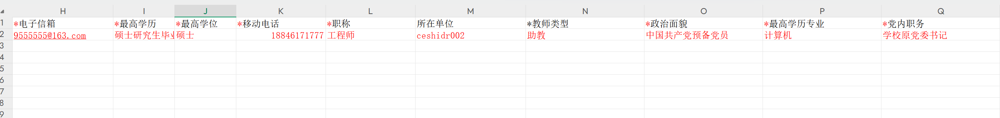 H I J K L M N O P Q
1 *电子信箱 *最高学历 *最高学位 *移动电话 *职称 所在单位 *教师类型 *政治面貌 *最高学历专业 *党内职务
2 9555555@163.com 硕士研究生毕业 硕士 18846171777 工程师 ceshidr002 助教 中国共产党预备党员 计算机 学校原党委书记
3
4
5
6
7
8
9